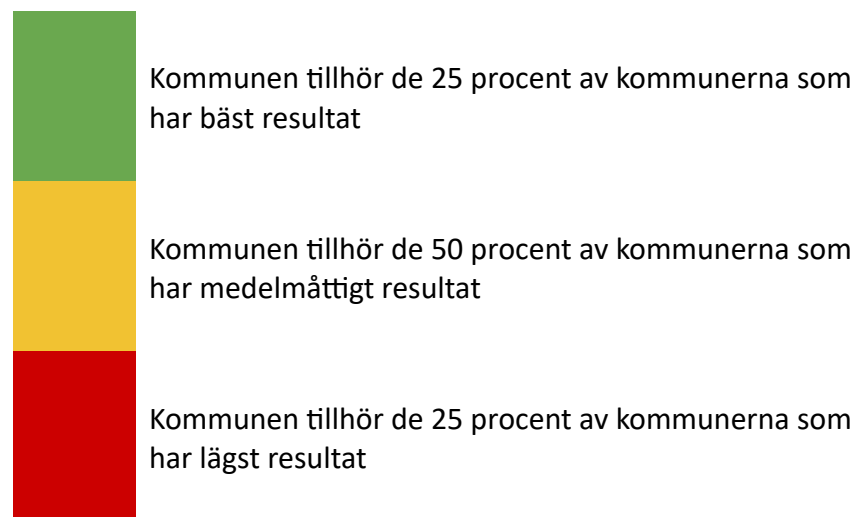 Kommunen tillhör de 25 procent av kommunerna som
har bäst resultat
Kommunen tillhör de 50 procent av kommunerna som
har medelmåttigt resultat
Kommunen tillhör de 25 procent av kommunerna som
har lägst resultat